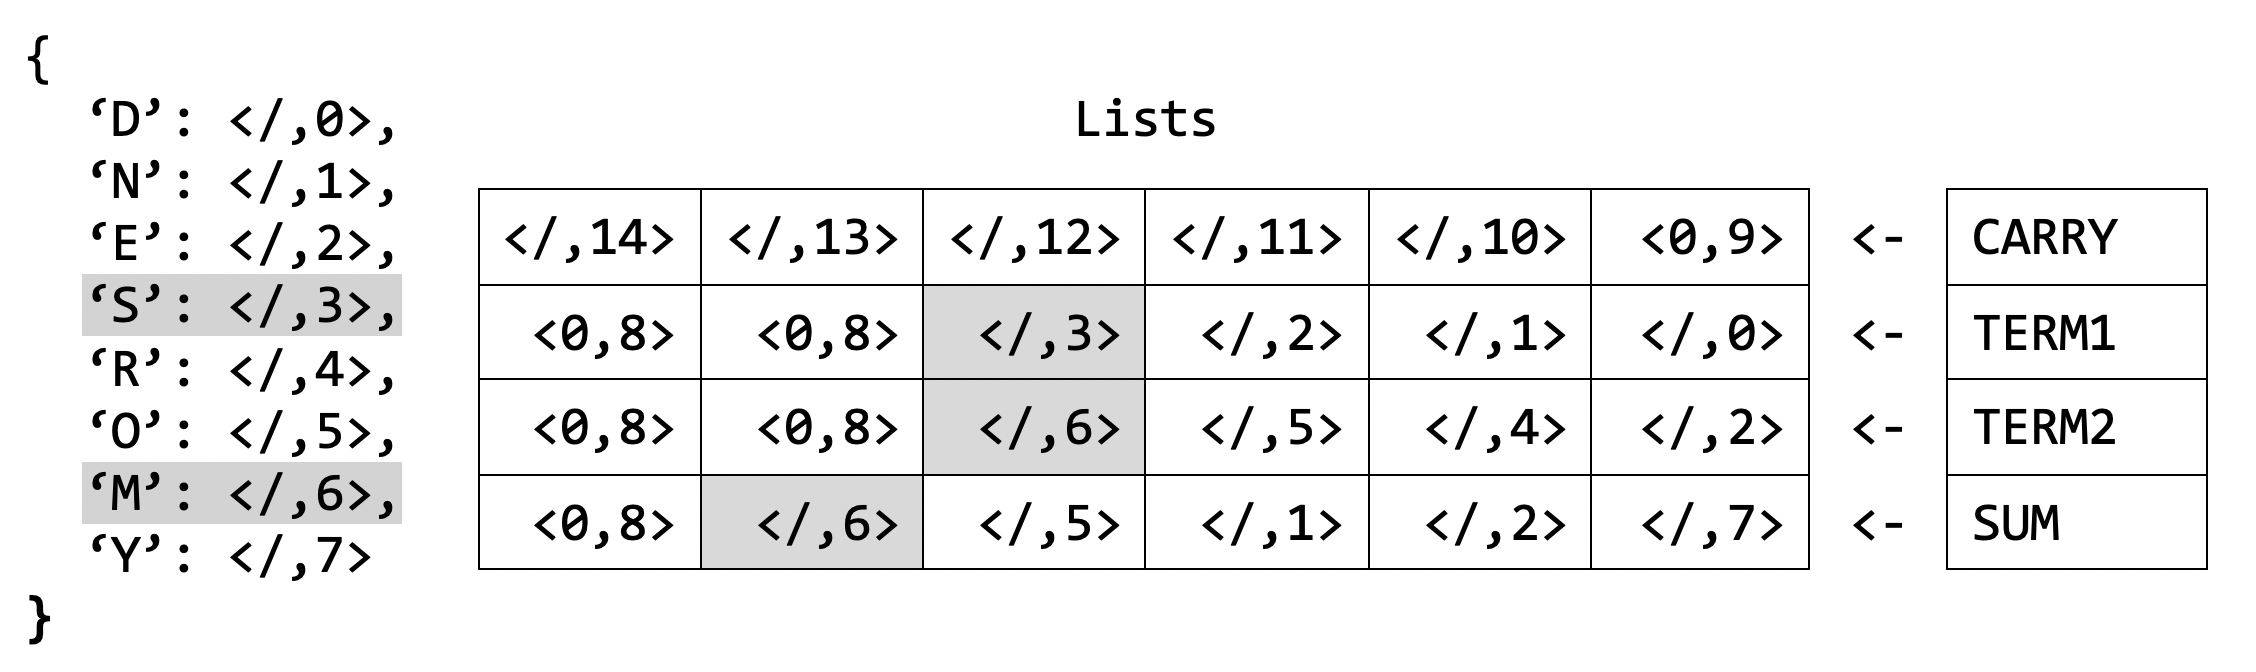 {
‘D’: </,0>,
‘N’: </,1>,
‘E’: </,2>,
‘S’: </,3>,
‘R’: </,4>,
‘O’: </,5>,
‘M’: </,6>,
‘Y’: </,7>
}
Lists
</,14> </,13> </,12> </,11> </,10> <0,9> <- CARRY
<0,8> <0,8> </,3> </,2> </,1> </,0> <- TERM1
<0,8> <0,8> </,6> </,5> </,4> </,2> <- TERM2
<0,8> </,6> </,5> </,1> </,2> </,7> <- SUM